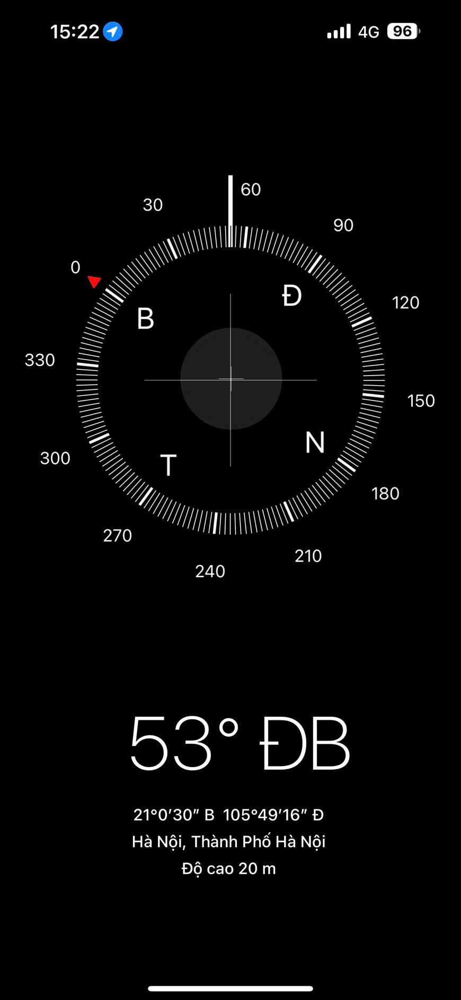 15:22
4G 96
60
30
90
0
Đ
120
B
330
150
N
300
T
180
270
210
240
53° ĐB
21°0′30″ B 105°49′16″ Đ
Hà Nội, Thành Phố Hà Nội
Độ cao 20 m